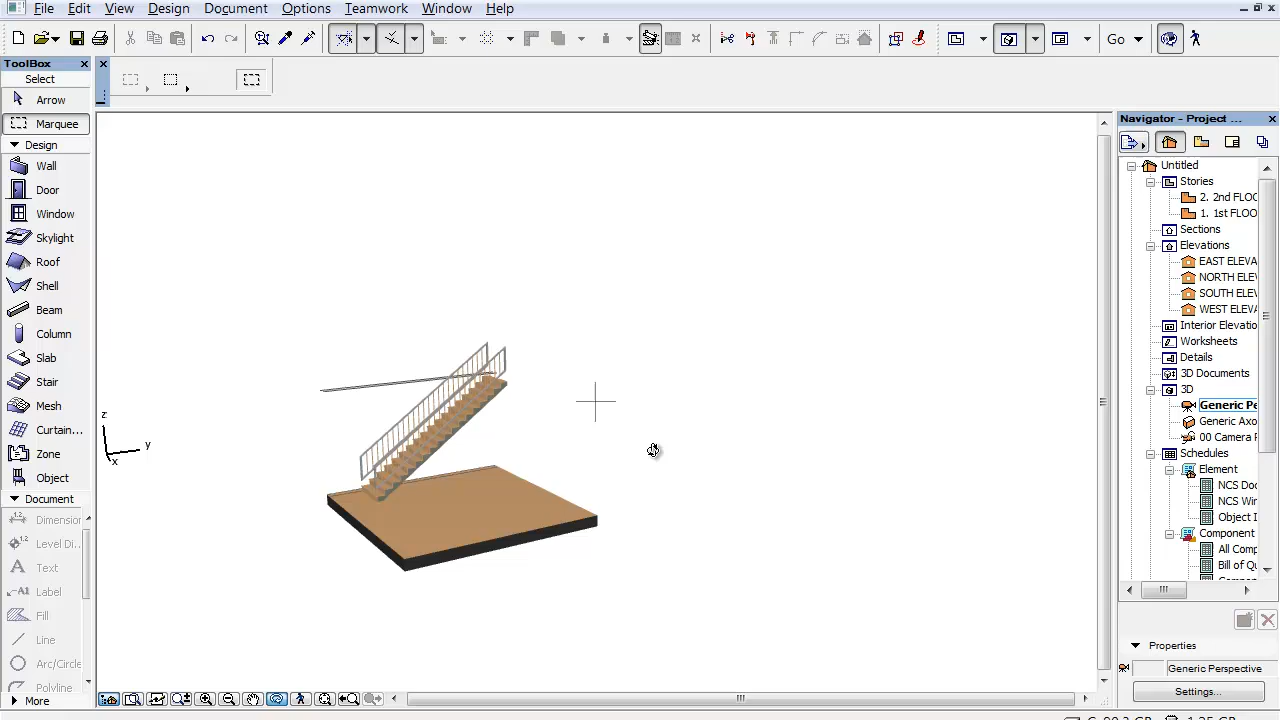 File Edit View Design Document Options Teamwork Window Help
Go
ToolBox
Select
Arrow
Marquee
Design
Wall
Door
Window
Skylight
Roof
Shell
Beam
Column
Slab
Stair
Mesh
Curtain...
Zone
Object
Document
Dimensio
Level Di...
Text
Label
Fill
Line
Arc/Circle
Polyline
More
z
y
x
Navigator - Project ...
Untitled
Stories
2. 2nd FLOO
1. 1st FLOO
Sections
Elevations
EAST ELEVA
NORTH ELEV
SOUTH ELEV
WEST ELEVA
Interior Elevatio
Worksheets
Details
3D Documents
3D
Generic Pe
Generic Axo
00 Camera P
Schedules
Element
NCS Doo
NCS Win
Object I
Component
All Comp
Bill of Qu
Properties
Generic Perspective
Settings...